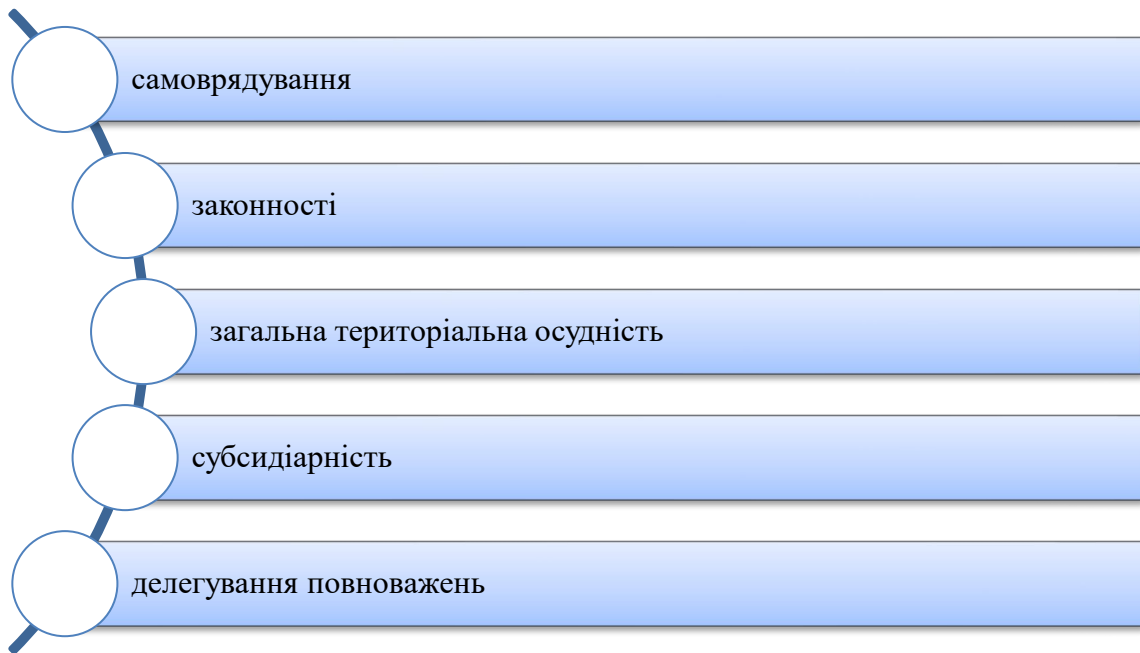 самоврядування
законності
загальна територіальна осудність
субсидіарність
делегування повноважень